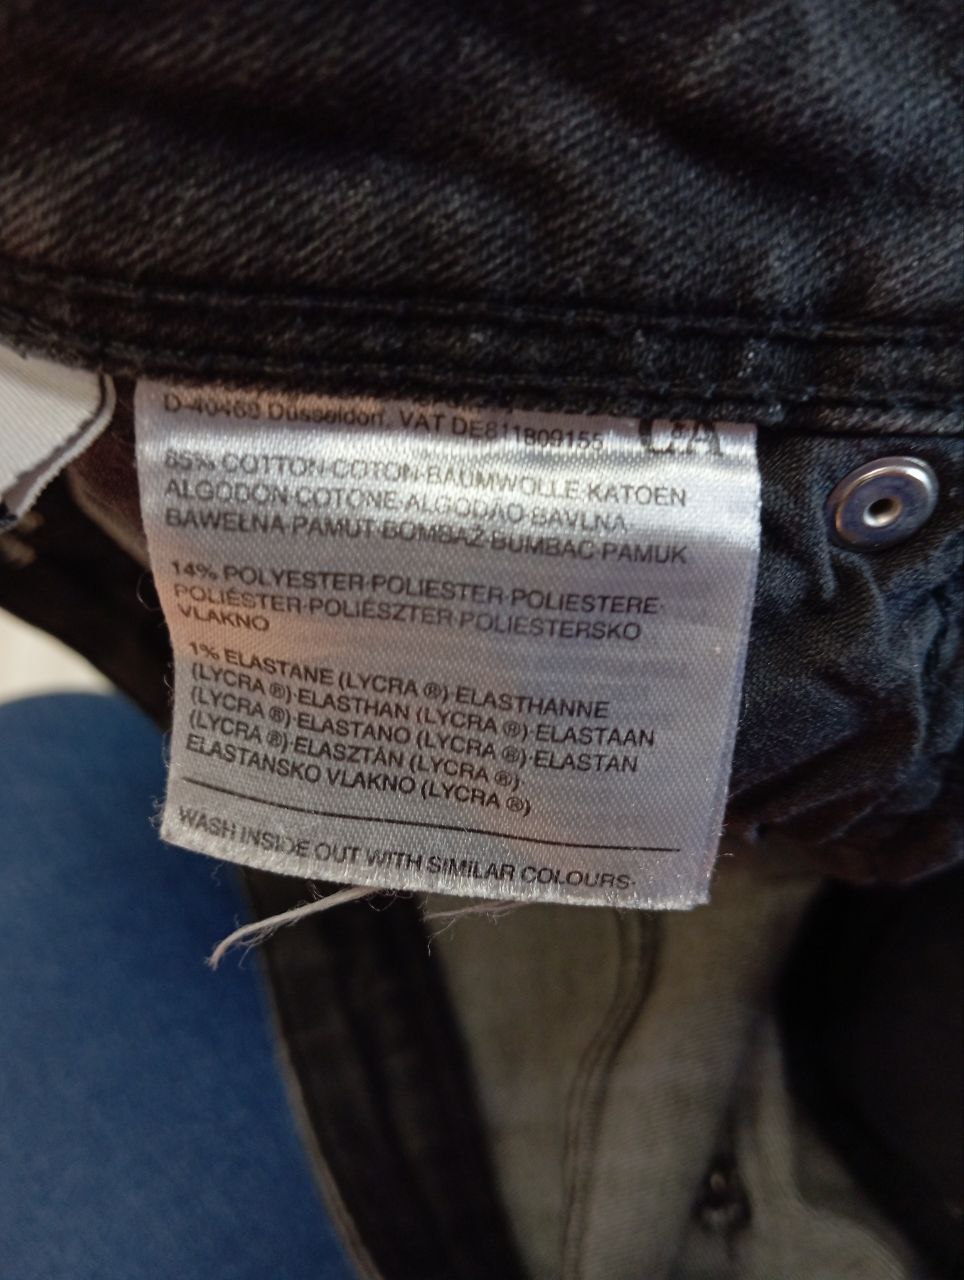 D-40468 Düsseldorf. VAT DE811809155 C&A
85% COTTON·COTON·BAUMWOLLE·KATOEN
ALGODÓN·COTONE·ALGODÃO·BAVLNA·
BAWEŁNA·PAMUT·BOMBAŽ·BUMBAC·PAMUK
14% POLYESTER·POLIESTER·POLIESTERE·
POLIÉSTER·POLIÉSZTER·POLIESTERSKO
VLAKNO
1% ELASTANE (LYCRA ®)·ELASTHANNE
(LYCRA ®)·ELASTHAN (LYCRA ®)·ELASTAAN
(LYCRA ®)·ELASTANO (LYCRA ®)·ELASTAN
(LYCRA ®)·ELASZTÁN (LYCRA ®)·
ELASTANSKO VLAKNO (LYCRA ®)
WASH INSIDE OUT WITH SIMILAR COLOURS·